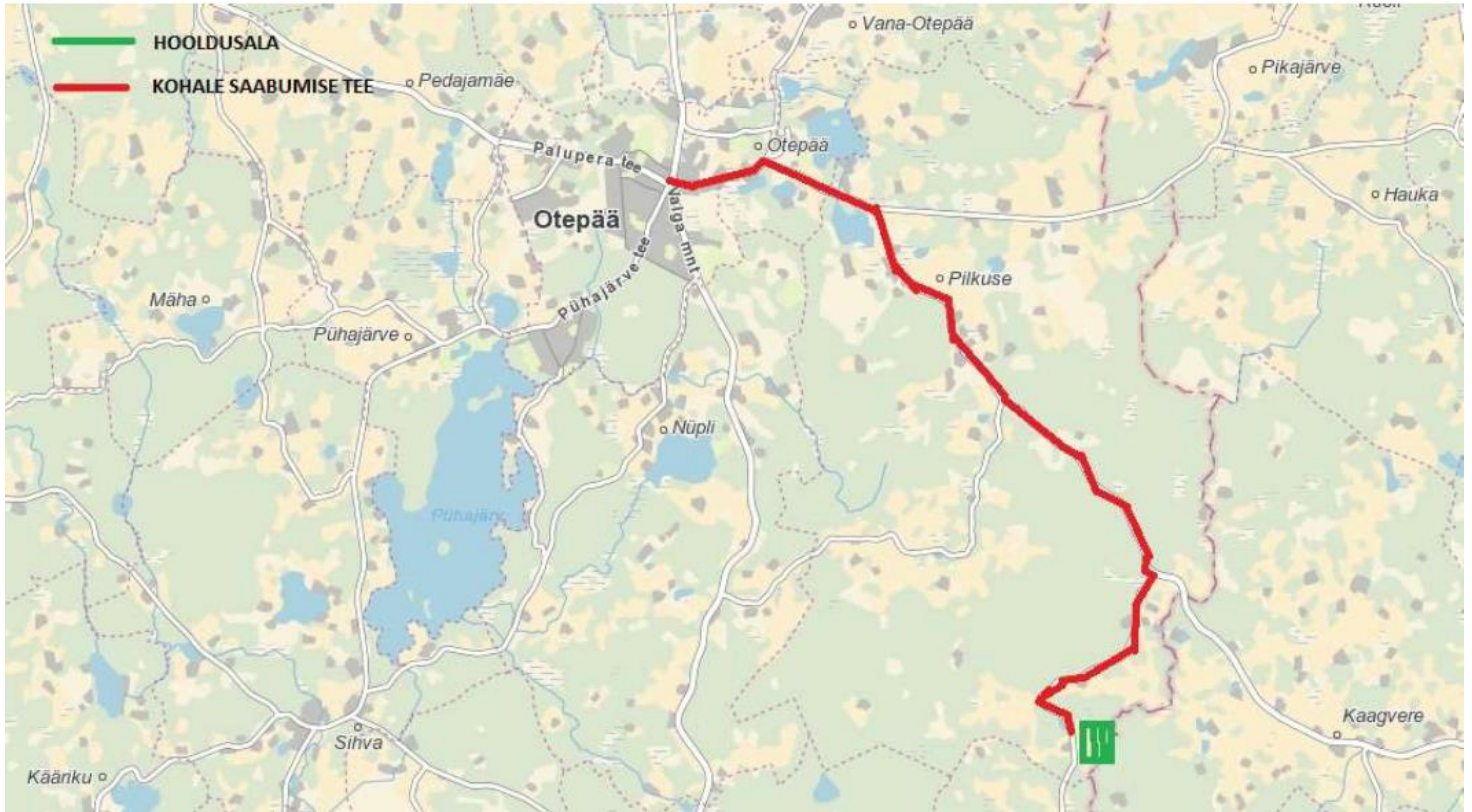 HOOLDUSALA
KOHALE SAABUMISE TEE
Vana-Otepää
Pedajamäe
Pikajärve
Otepää
Palupera tee
Hauka
Otepää
Valga mnt
Pühajärve tee
Pilkuse
Mäha
Pühajärve
Nüpli
Pühajärv
Kaagvere
Sihva
Kääriku